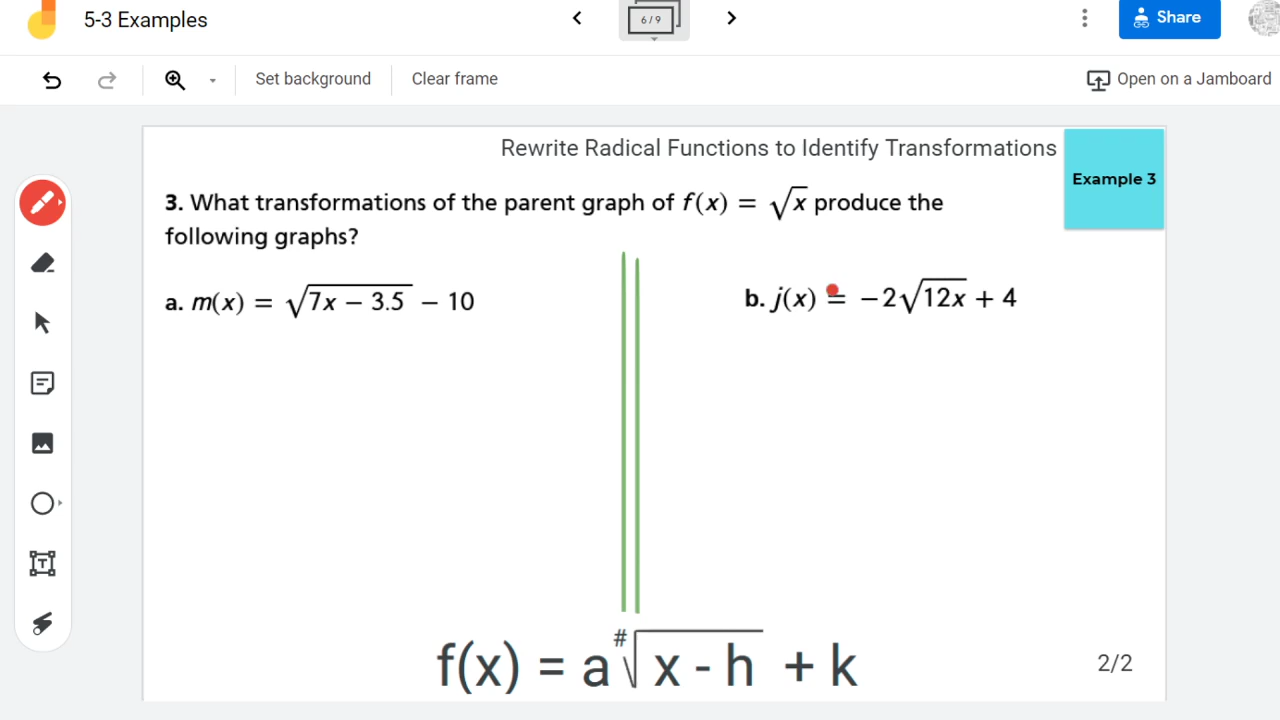 5-3 Examples
6 / 9
Share
Set background
Clear frame
Open on a Jamboard
Rewrite Radical Functions to Identify Transformations
Example 3
3. What transformations of the parent graph of f(x) = √x produce the
following graphs?
a. m(x) = √(7x − 3.5) − 10
b. j(x) = −2√(12x) + 4
f(x) = a #√(x - h) + k
2/2